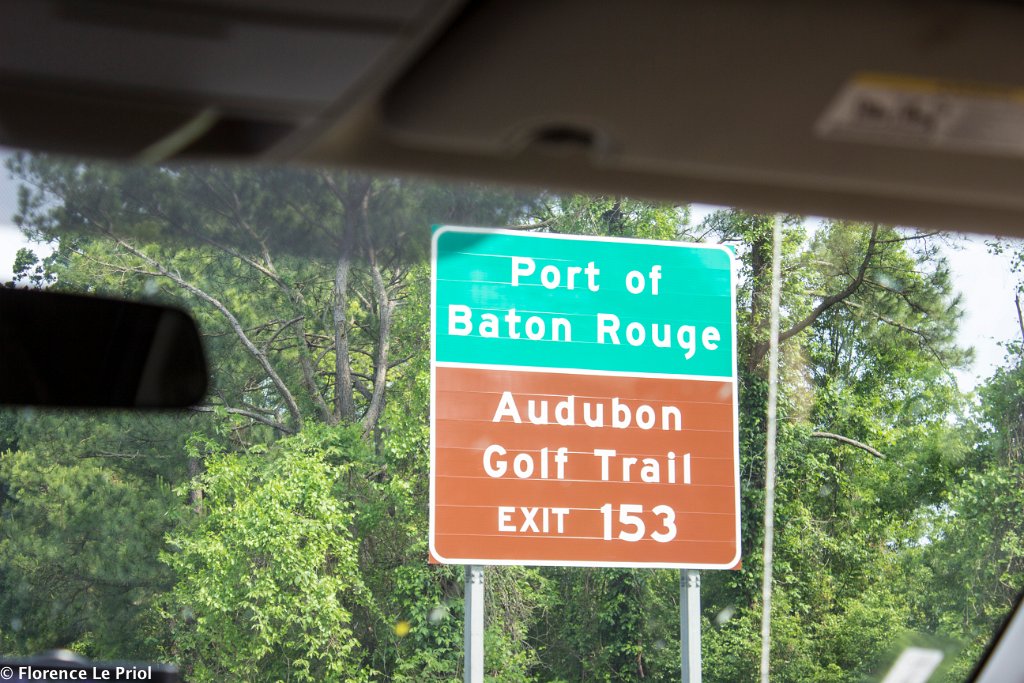 Port of
Baton Rouge
Audubon
Golf Trail
EXIT 153
© Florence Le Priol